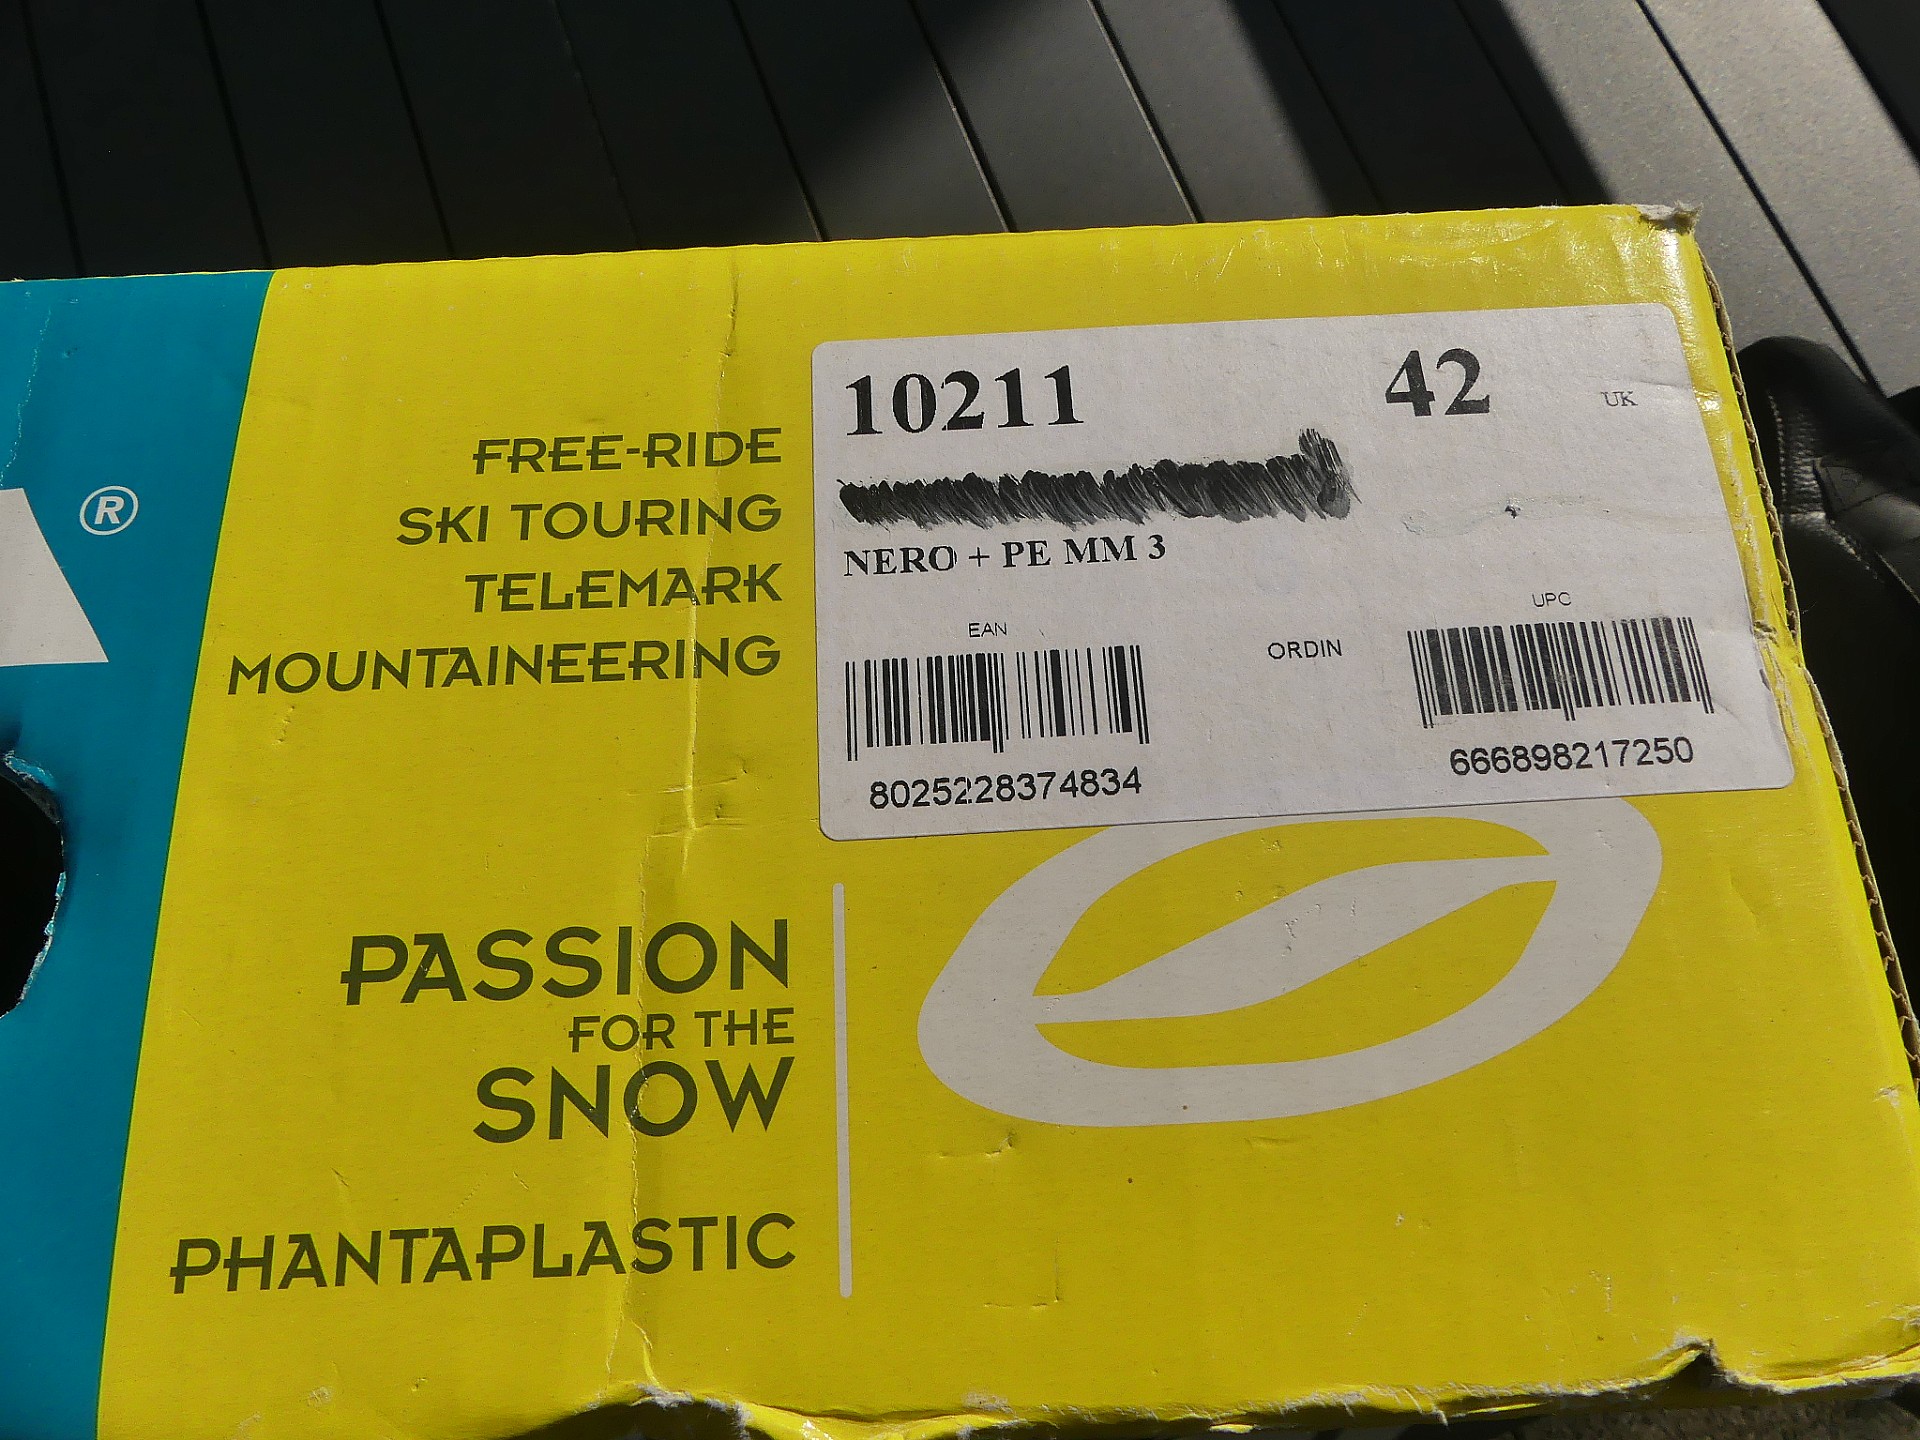 10211 42 UK
NERO + PE MM 3
EAN ORDIN UPC
8025228374834 666898217250
®
FREE-RIDE
SKI TOURING
TELEMARK
MOUNTAINEERING
PASSION
FOR THE
SNOW
PHANTAPLASTIC